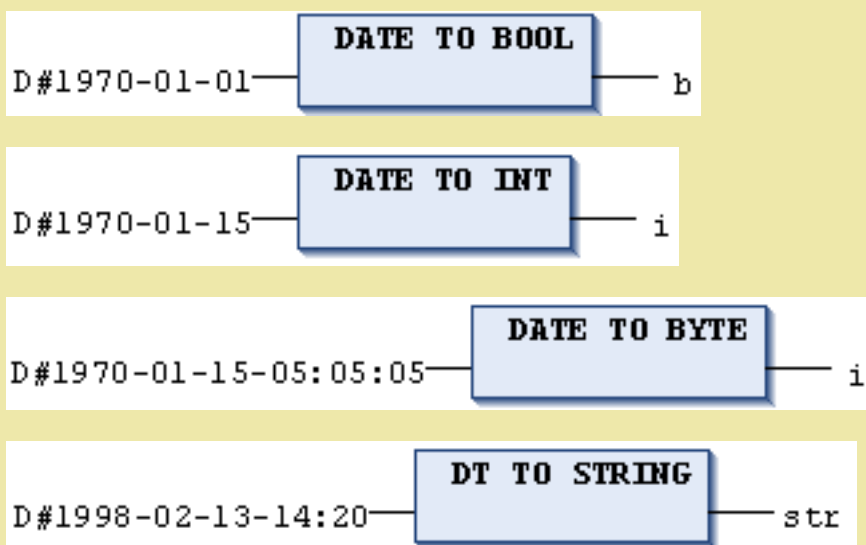 DATE TO BOOL
D#1970-01-01 b
DATE TO INT
D#1970-01-15 i
DATE TO BYTE
D#1970-01-15-05:05:05 i
DT TO STRING
D#1998-02-13-14:20 str